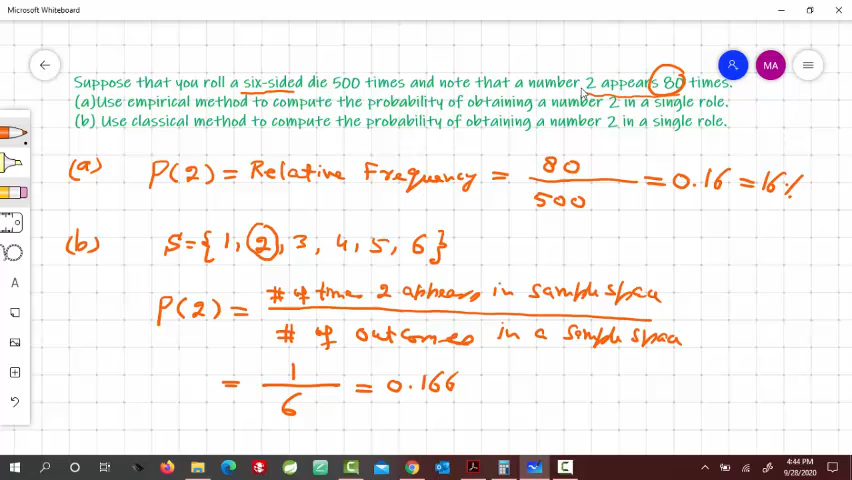 Microsoft Whiteboard
MA
Suppose that you roll a six-sided die 500 times and note that a number 2 appears 80 times.
(a)Use empirical method to compute the probability of obtaining a number 2 in a single role.
(b) Use classical method to compute the probability of obtaining a number 2 in a single role.
(a) P(2) = Relative Frequency = 80/500 = 0.16 = 16%
(b) S={1, 2, 3, 4, 5, 6}
P(2) = # of times 2 appears in sample space
# of outcomes in a sample space
= 1/6 = 0.166
A
4:44 PM
9/28/2020